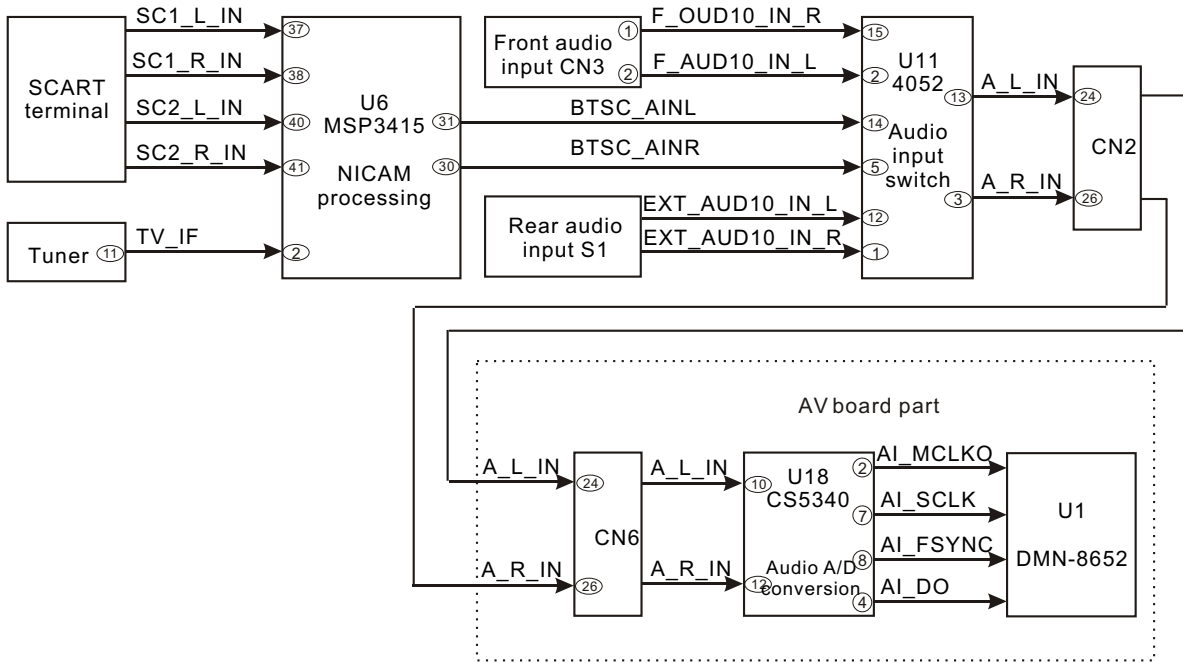 SC1_L_IN
SC1_R_IN
SC2_L_IN
SC2_R_IN
SCART
terminal
37
38
40
41
U6
MSP3415
NICAM
processing
31
30
2
Tuner
11
TV_IF
Front audio
input CN3
1
2
F_OUD10_IN_R
F_AUD10_IN_L
BTSC_AINL
BTSC_AINR
Rear audio
input S1
EXT_AUD10_IN_L
EXT_AUD10_IN_R
15
2
14
5
12
1
U11
4052
Audio
input
switch
13
3
A_L_IN
A_R_IN
24
CN2
26
AV board part
A_L_IN
A_R_IN
24
CN6
26
A_L_IN
A_R_IN
10
12
U18
CS5340
Audio A/D
conversion
2
7
8
4
AI_MCLKO
AI_SCLK
AI_FSYNC
AI_DO
U1
DMN-8652